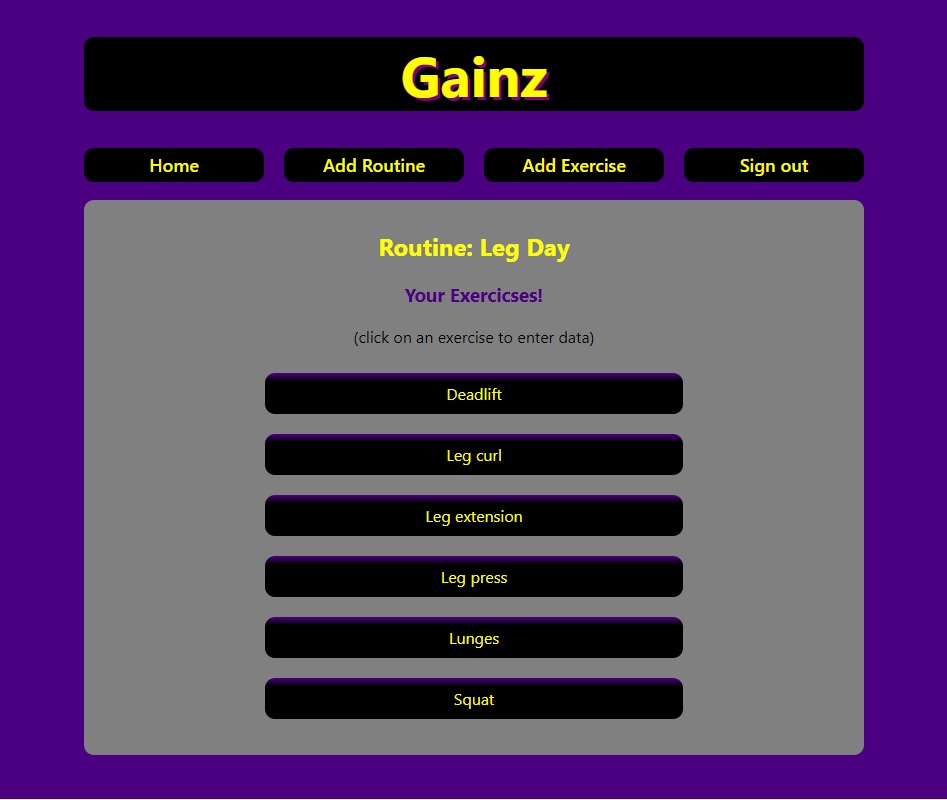 Gainz
Home
Add Routine
Add Exercise
Sign out
Routine: Leg Day
Your Exercicses!
(click on an exercise to enter data)
Deadlift
Leg curl
Leg extension
Leg press
Lunges
Squat